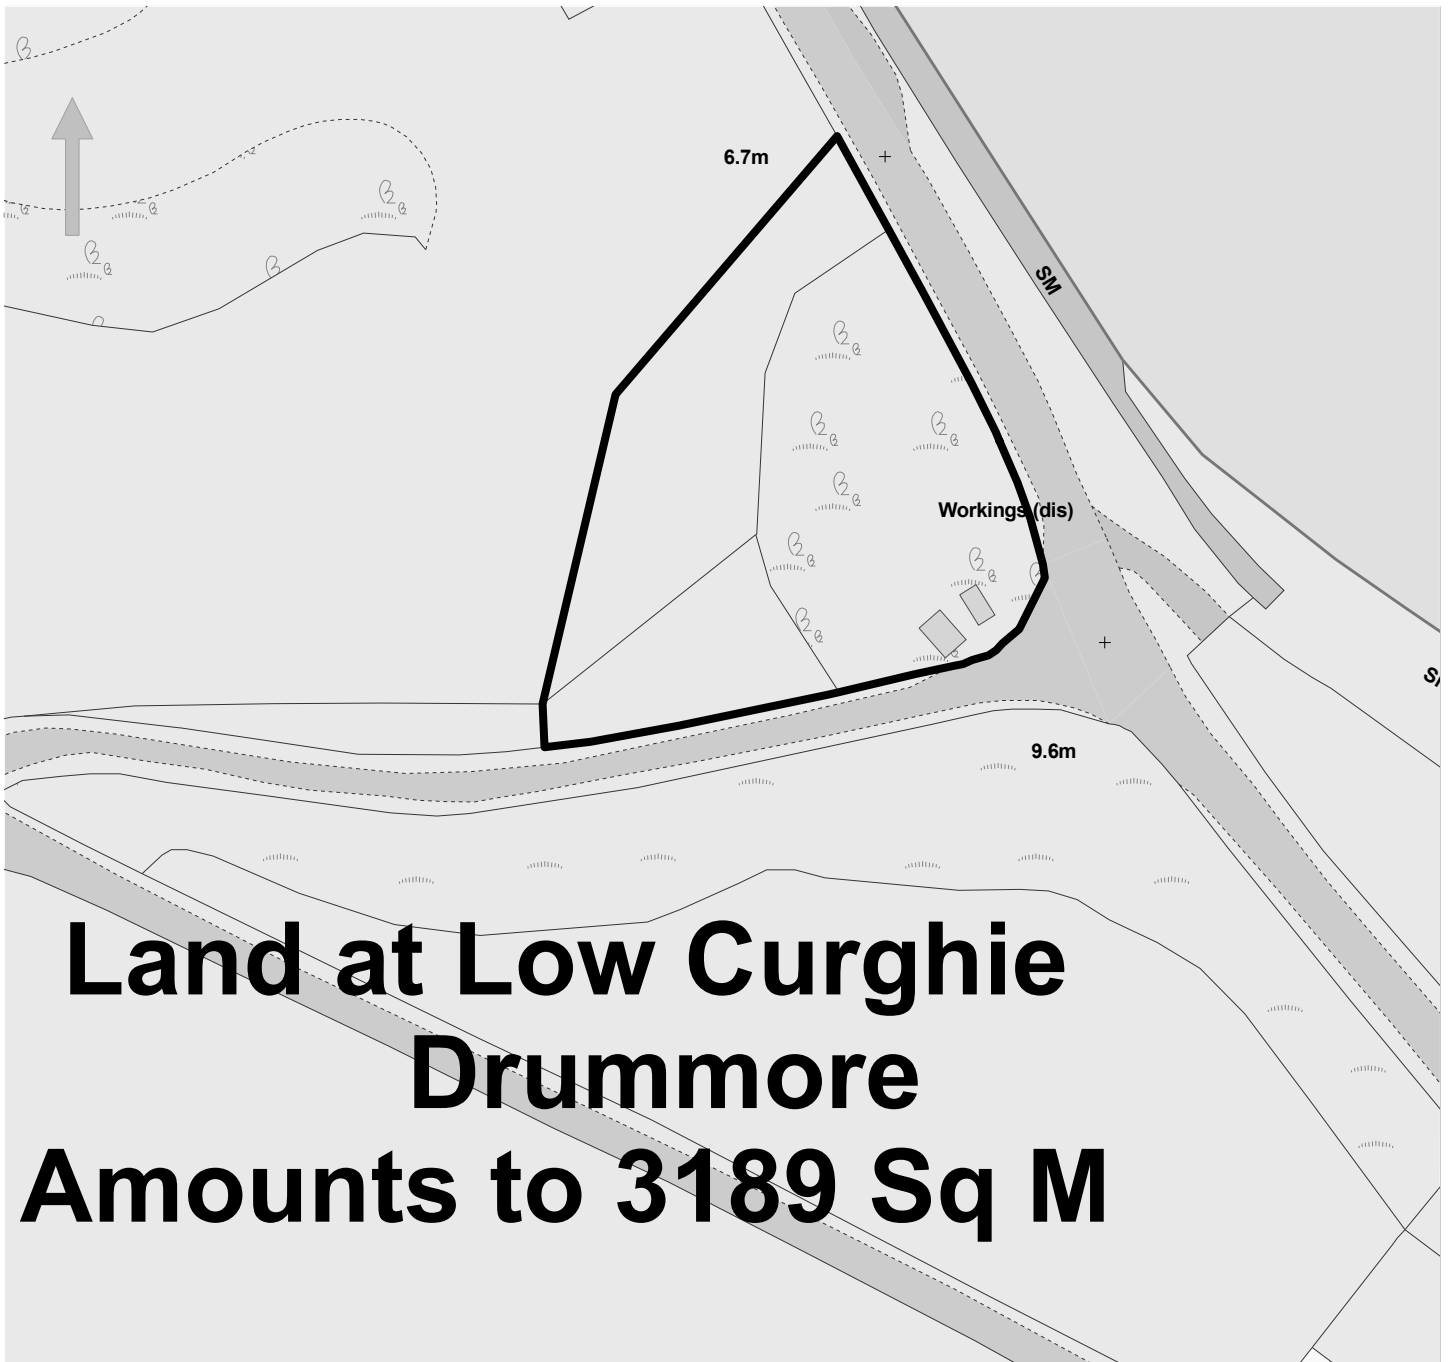 6.7m
SM
Workings (dis)
9.6m
Land at Low Curghie
Drummore
Amounts to 3189 Sq M